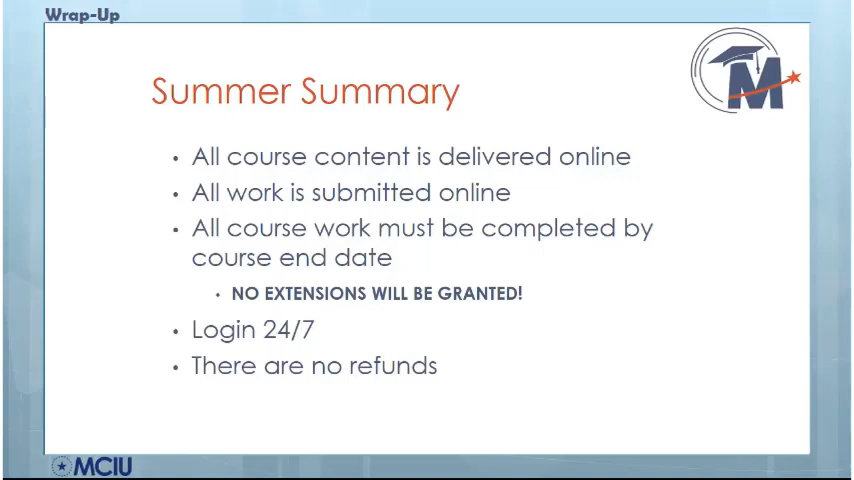 Wrap-Up
M
Summer Summary
• All course content is delivered online
• All work is submitted online
• All course work must be completed by
course end date
• NO EXTENSIONS WILL BE GRANTED!
• Login 24/7
• There are no refunds
MCIU